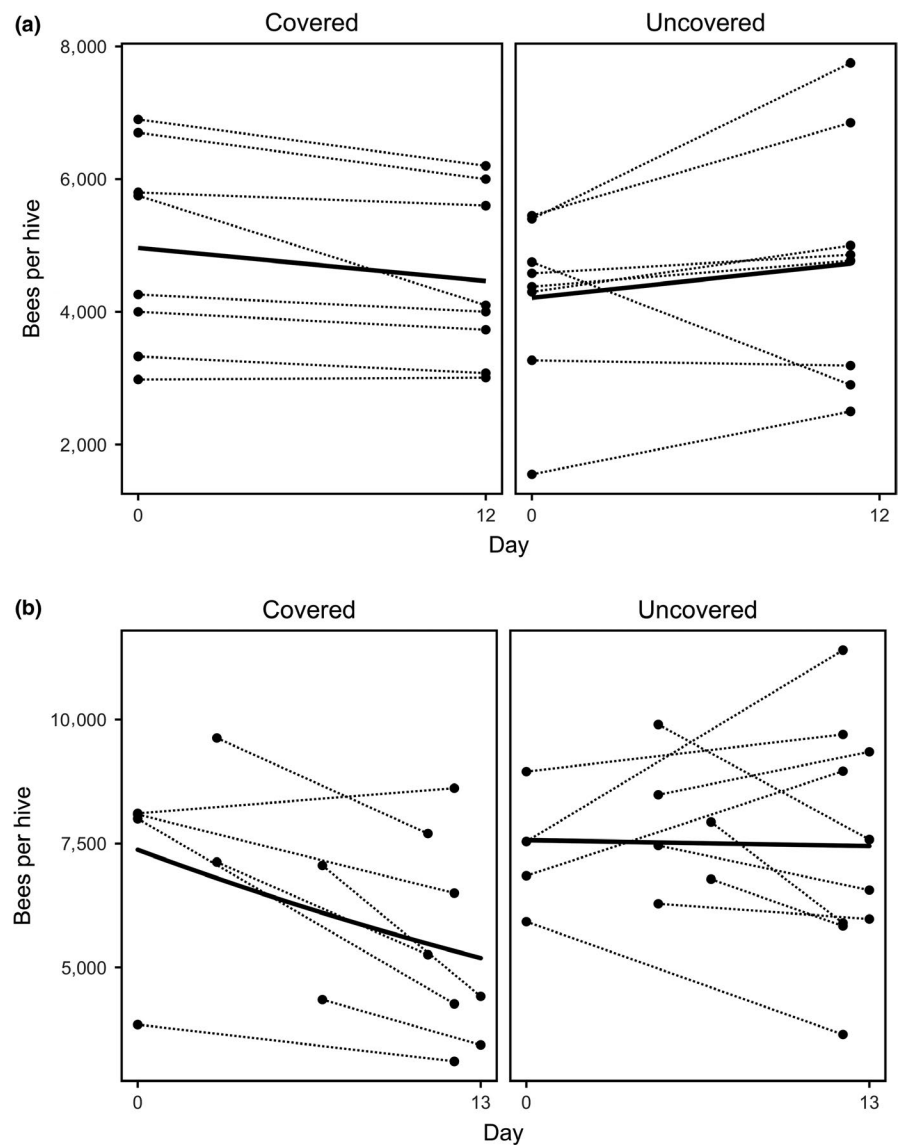 (a)
Covered
Uncovered
8,000
6,000
4,000
2,000
Bees per hive
0
12
0
12
Day
(b)
Covered
Uncovered
10,000
7,500
5,000
Bees per hive
0
13
0
13
Day